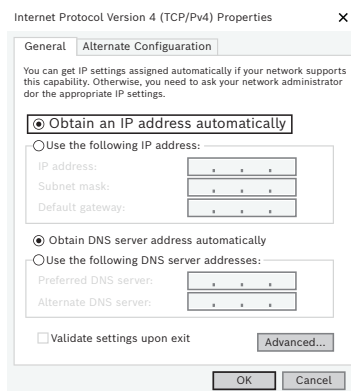 Internet Protocol Version 4 (TCP/Pv4) Properties
General
Alternate Configuaration
You can get IP settings assigned automatically if your network supports
this capability. Otherwise, you need to ask your network administrator
dor the appropriate IP settings.
Obtain an IP address automatically
Use the following IP address:
IP address:
Subnet mask:
Default gateway:
Obtain DNS server address automatically
Use the following DNS server addresses:
Preferred DNS server:
Alternate DNS server:
Validate settings upon exit
Advanced...
OK
Cancel